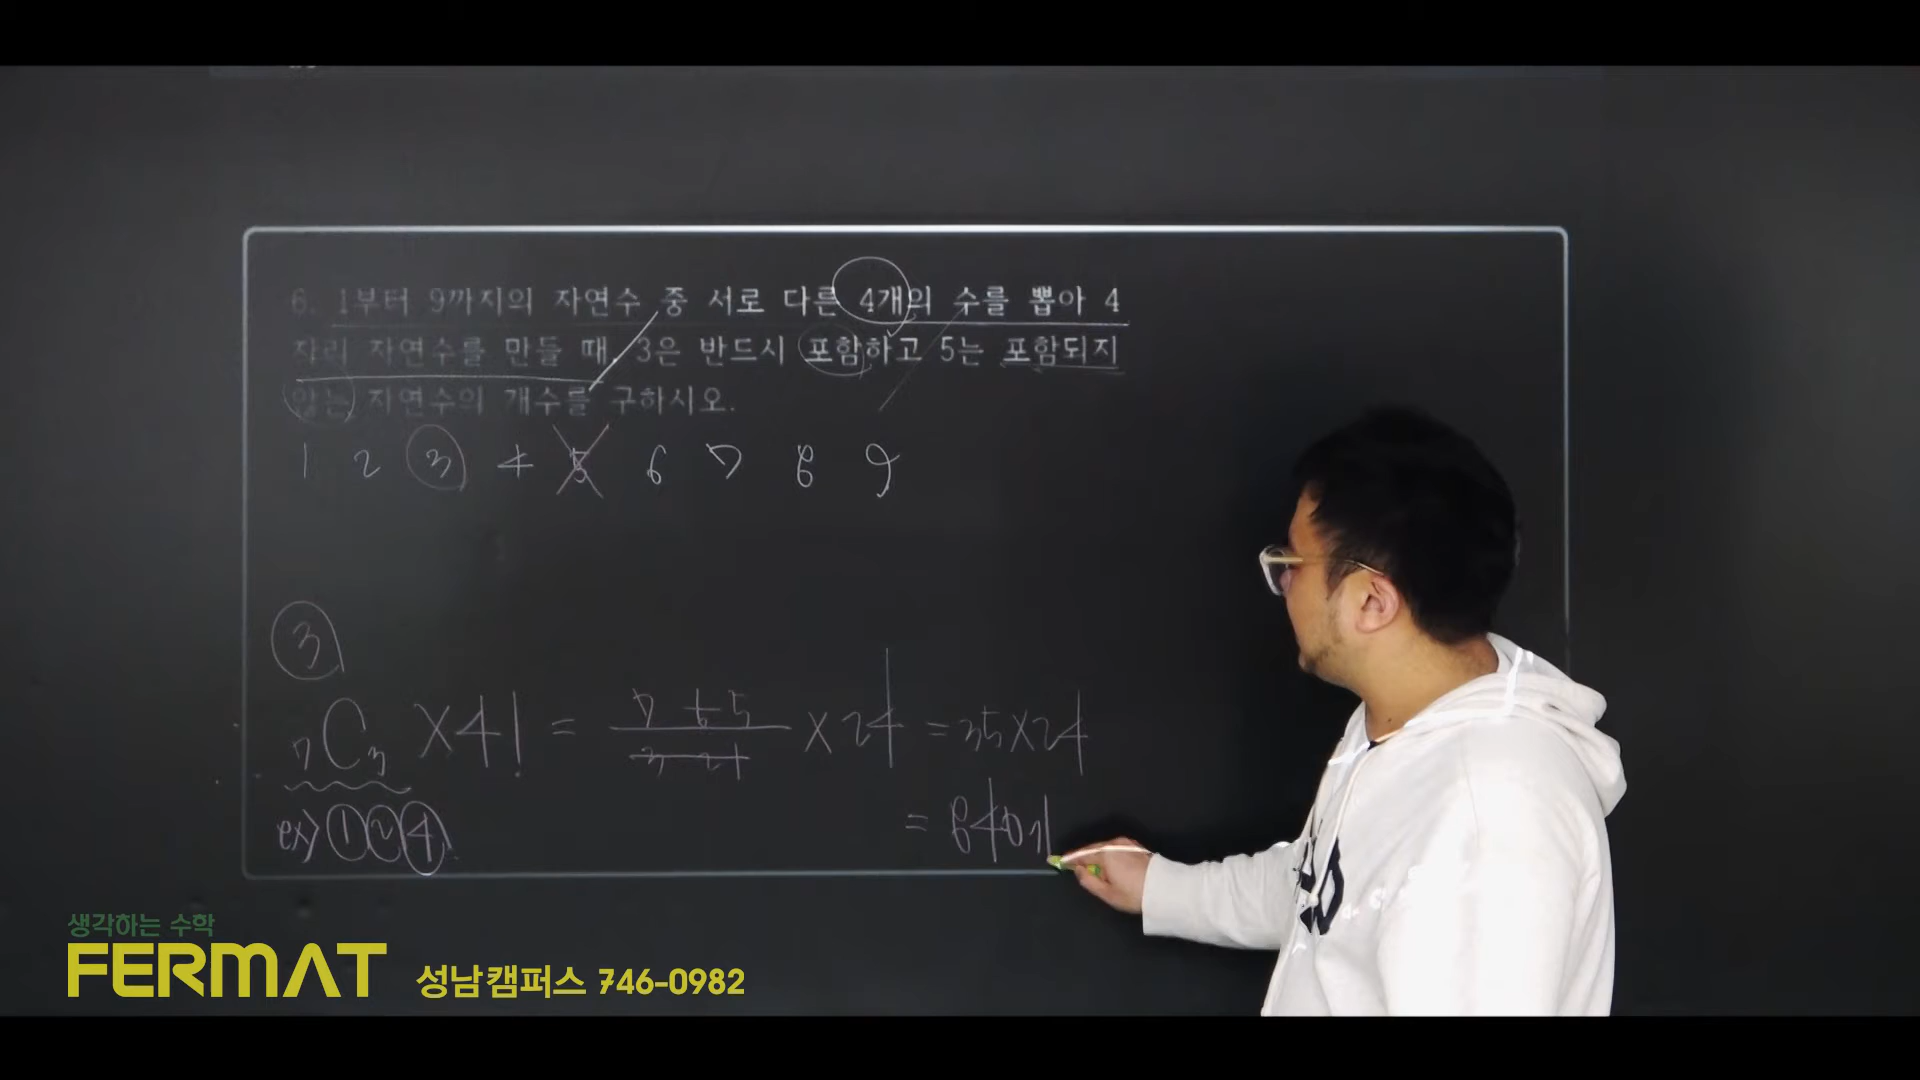 6. 1부터 9까지의 자연수 중 서로 다른 4개의 수를 뽑아 4
자리 자연수를 만들 때, 3은 반드시 포함하고 5는 포함되지
않는 자연수의 개수를 구하시오.
1 2 3 4 5 6 7 8 9
3
₇C₃ × 4! = 7 6 5 / 3 2 1 × 24 = 35×24
= 840개
ex) 1 2 4
생각하는 수학
FERMAT 성남캠퍼스 746-0982